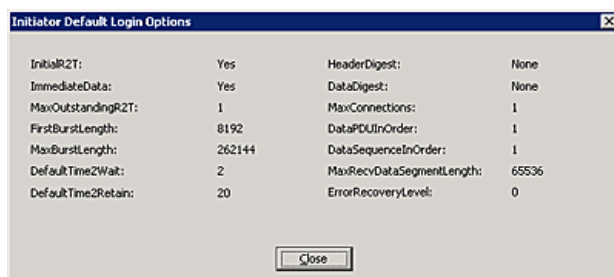 Initiator Default Login Options
InitialR2T: Yes HeaderDigest: None
ImmediateData: Yes DataDigest: None
MaxOutstandingR2T: 1 MaxConnections: 1
FirstBurstLength: 8192 DataPDUInOrder: 1
MaxBurstLength: 262144 DataSequenceInOrder: 1
DefaultTime2Wait: 2 MaxRecvDataSegmentLength: 65536
DefaultTime2Retain: 20 ErrorRecoveryLevel: 0
Close